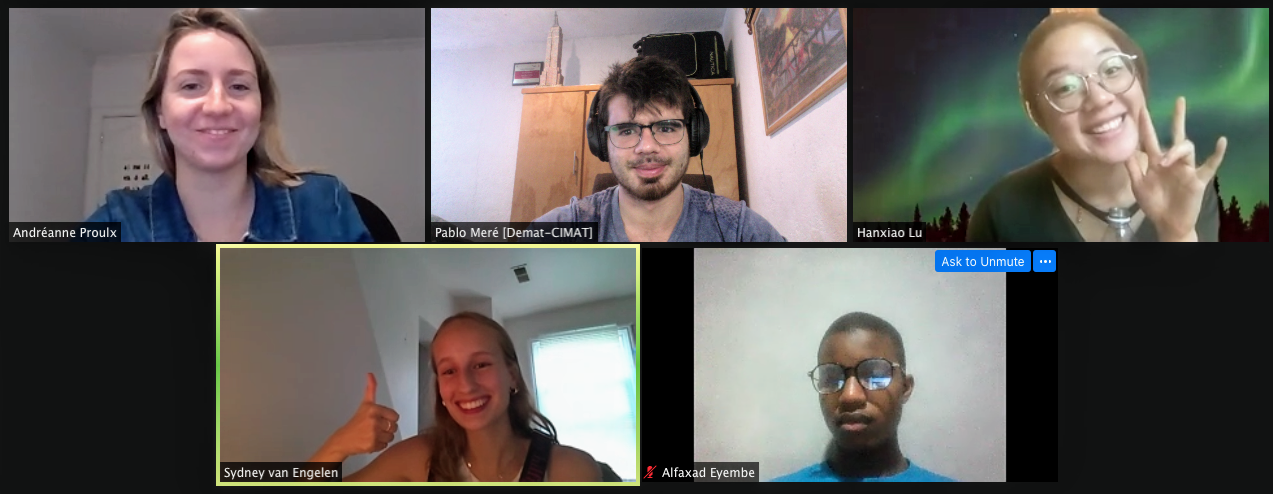 Andréanne Proulx
Pablo Meré [Demat-CIMAT]
Hanxiao Lu
Sydney van Engelen
Ask to Unmute
Alfaxad Eyembe